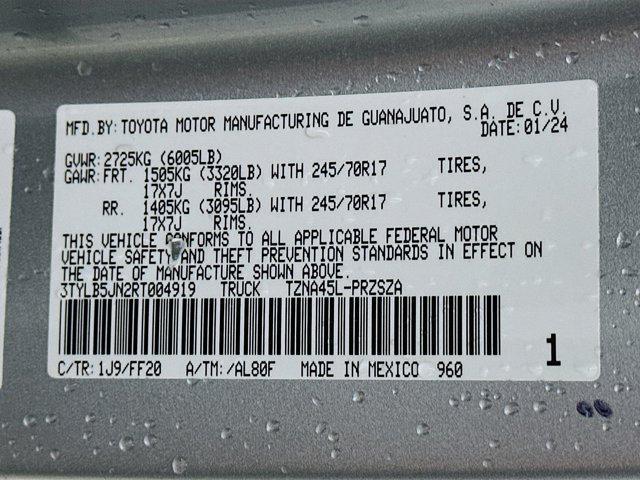 MFD.BY: TOYOTA MOTOR MANUFACTURING DE GUANAJUATO, S.A. DE C.V.
DATE: 01/24
GVWR: 2725KG (6005LB)
GAWR: FRT. 1505KG (3320LB) WITH 245/70R17 TIRES,
17X7J RIMS.
RR. 1405KG (3095LB) WITH 245/70R17 TIRES,
17X7J RIMS.
THIS VEHICLE CONFORMS TO ALL APPLICABLE FEDERAL MOTOR
VEHICLE SAFETY AND THEFT PREVENTION STANDARDS IN EFFECT ON
THE DATE OF MANUFACTURE SHOWN ABOVE.
3TYLB5JN2RT004919 TRUCK TZNA45L-PRZSZA
1
C/TR: 1J9/FF20 A/TM: /AL80F MADE IN MEXICO 960